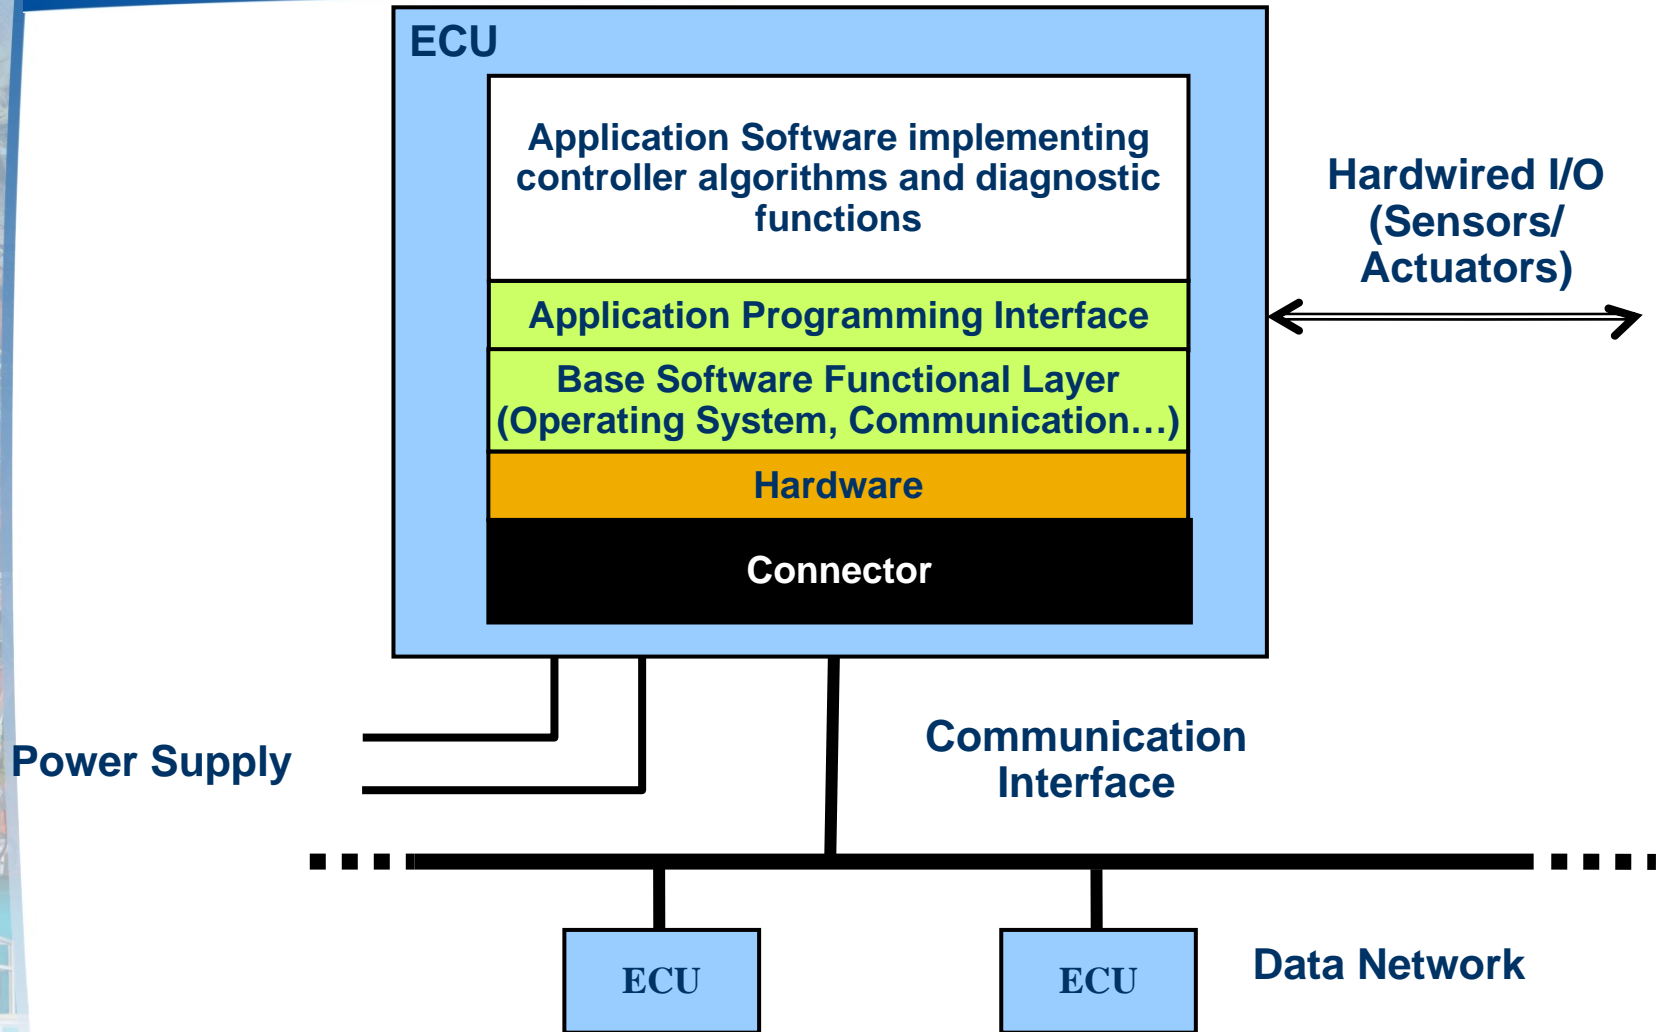 ECU
Application Software implementing
controller algorithms and diagnostic
functions
Hardwired I/O
(Sensors/
Actuators)
Application Programming Interface
Base Software Functional Layer
(Operating System, Communication…)
Hardware
Connector
Power Supply
Communication
Interface
ECU
ECU
Data Network